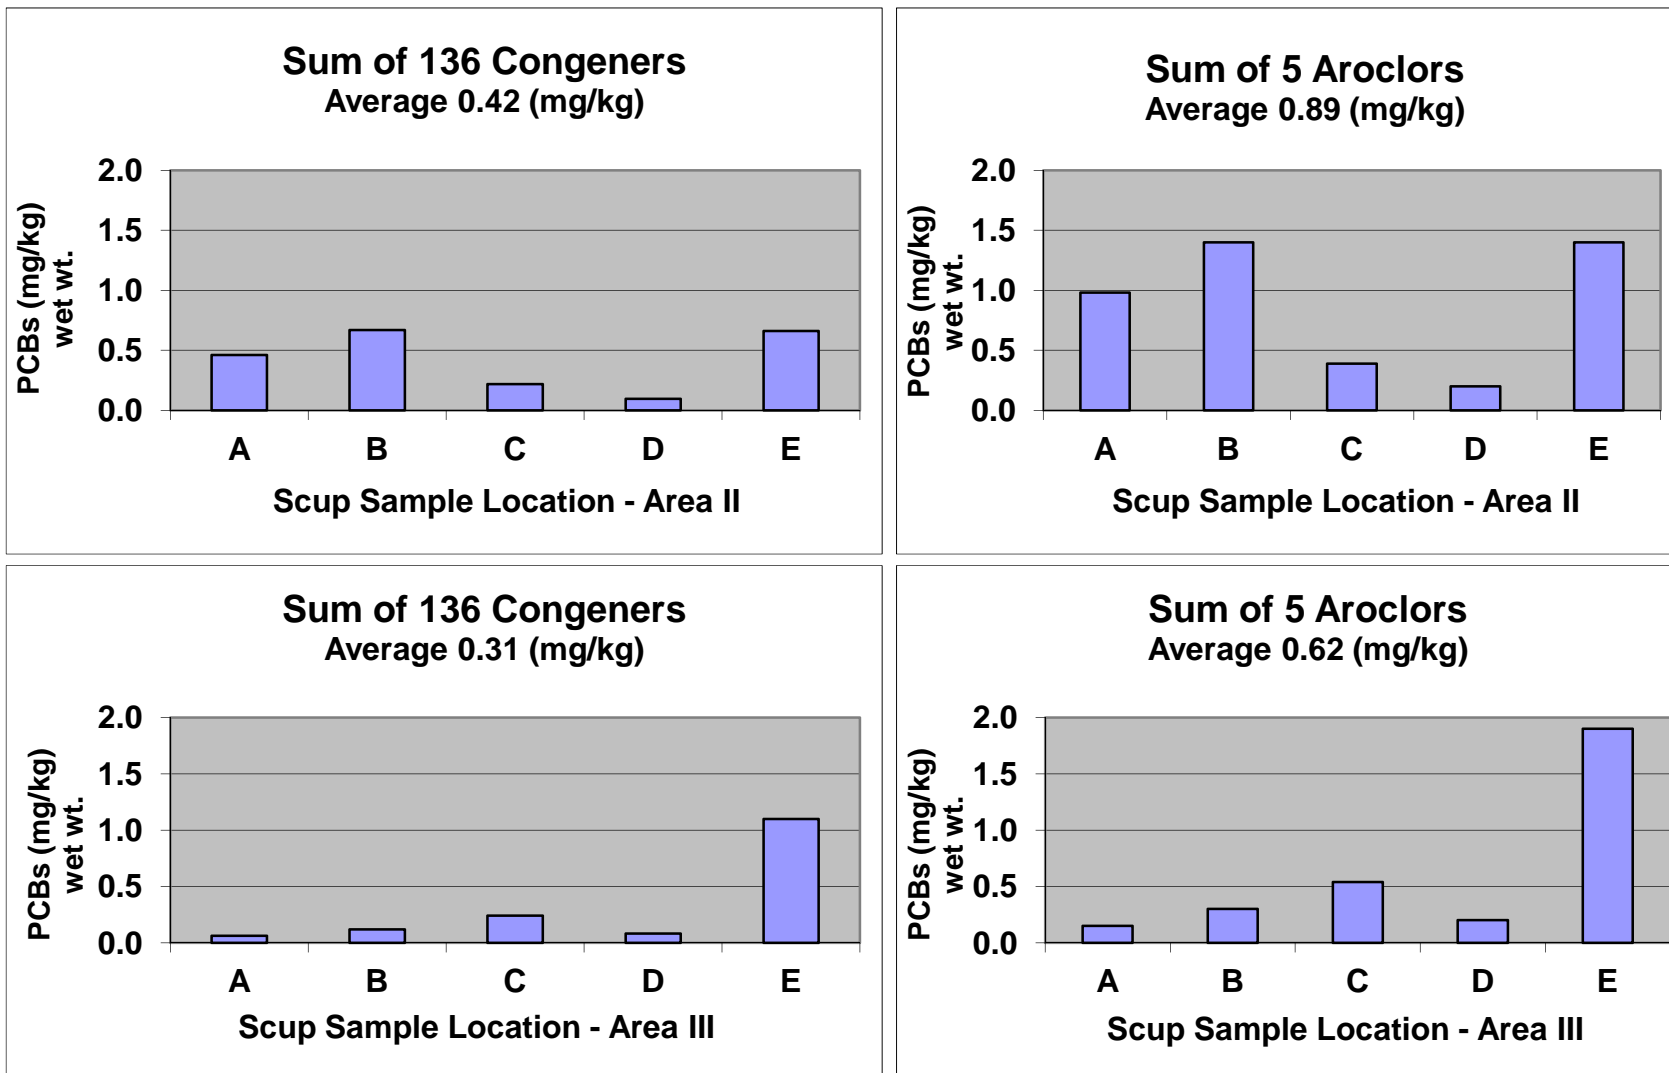 Sum of 136 Congeners
Average 0.42 (mg/kg)
PCBs (mg/kg)
wet wt.
2.0
1.5
1.0
0.5
0.0
A B C D E
Scup Sample Location - Area II
Sum of 5 Aroclors
Average 0.89 (mg/kg)
PCBs (mg/kg)
wet wt.
2.0
1.5
1.0
0.5
0.0
A B C D E
Scup Sample Location - Area II
Sum of 136 Congeners
Average 0.31 (mg/kg)
PCBs (mg/kg)
wet wt.
2.0
1.5
1.0
0.5
0.0
A B C D E
Scup Sample Location - Area III
Sum of 5 Aroclors
Average 0.62 (mg/kg)
PCBs (mg/kg)
wet wt.
2.0
1.5
1.0
0.5
0.0
A B C D E
Scup Sample Location - Area III